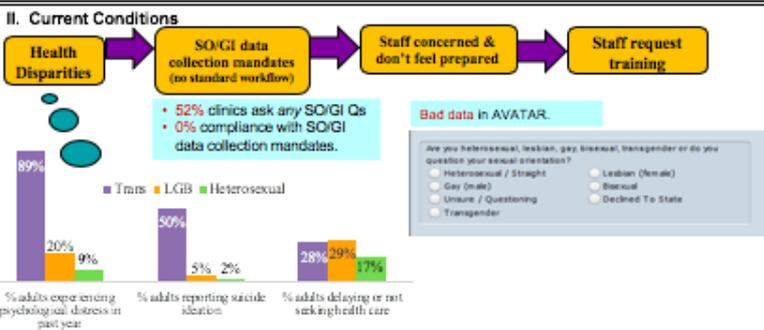 II. Current Conditions
Health
Disparities
SO/GI data
collection mandates
(no standard workflow)
Staff concerned &
don't feel prepared
Staff request
training
• 52% clinics ask any SO/GI Qs
• 0% compliance with SO/GI
data collection mandates.
Bad data in AVATAR.
Are you heterosexual, lesbian, gay, bisexual, transgender or do you
question your sexual orientation?
Heterosexual / Straight
Lesbian (female)
Gay (male)
Bisexual
Unsure / Questioning
Declined To State
Transgender
Trans LGB Heterosexual
89%
20%
9%
50%
5% 2%
28% 29% 17%
% adults experiencing
psychological distress in
past year
% adults reporting suicide
ideation
% adults delaying or not
seeking health care